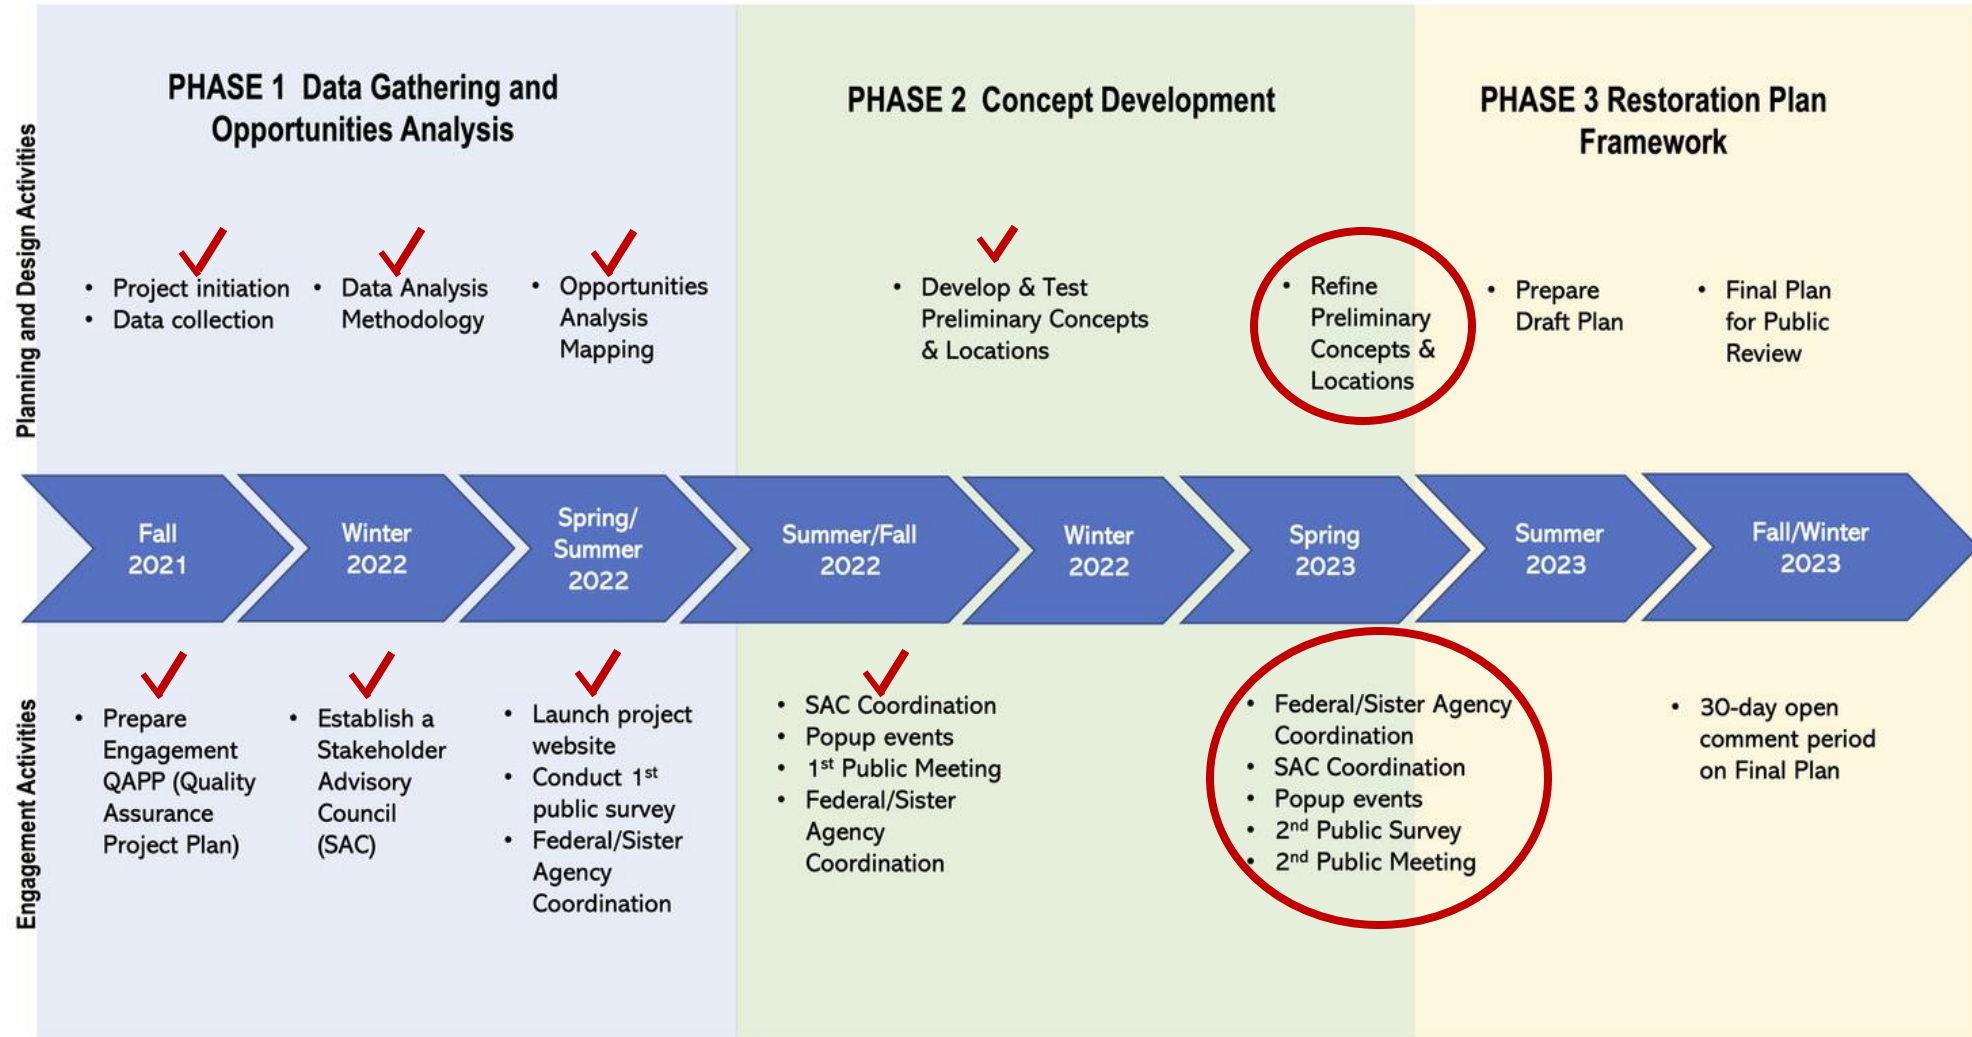 PHASE 1 Data Gathering and
Opportunities Analysis
PHASE 2 Concept Development
PHASE 3 Restoration Plan
Framework
Planning and Design Activities
• Project initiation
• Data collection
• Data Analysis
Methodology
• Opportunities
Analysis
Mapping
• Develop & Test
Preliminary Concepts
& Locations
• Refine
Preliminary
Concepts &
Locations
• Prepare
Draft Plan
• Final Plan
for Public
Review
Fall
2021
Winter
2022
Spring/
Summer
2022
Summer/Fall
2022
Winter
2022
Spring
2023
Summer
2023
Fall/Winter
2023
Engagement Activities
• Prepare
Engagement
QAPP (Quality
Assurance
Project Plan)
• Establish a
Stakeholder
Advisory
Council
(SAC)
• Launch project
website
• Conduct 1st
public survey
• Federal/Sister
Agency
Coordination
• SAC Coordination
• Popup events
• 1st Public Meeting
• Federal/Sister
Agency
Coordination
• Federal/Sister Agency
Coordination
• SAC Coordination
• Popup events
• 2nd Public Survey
• 2nd Public Meeting
• 30-day open
comment period
on Final Plan